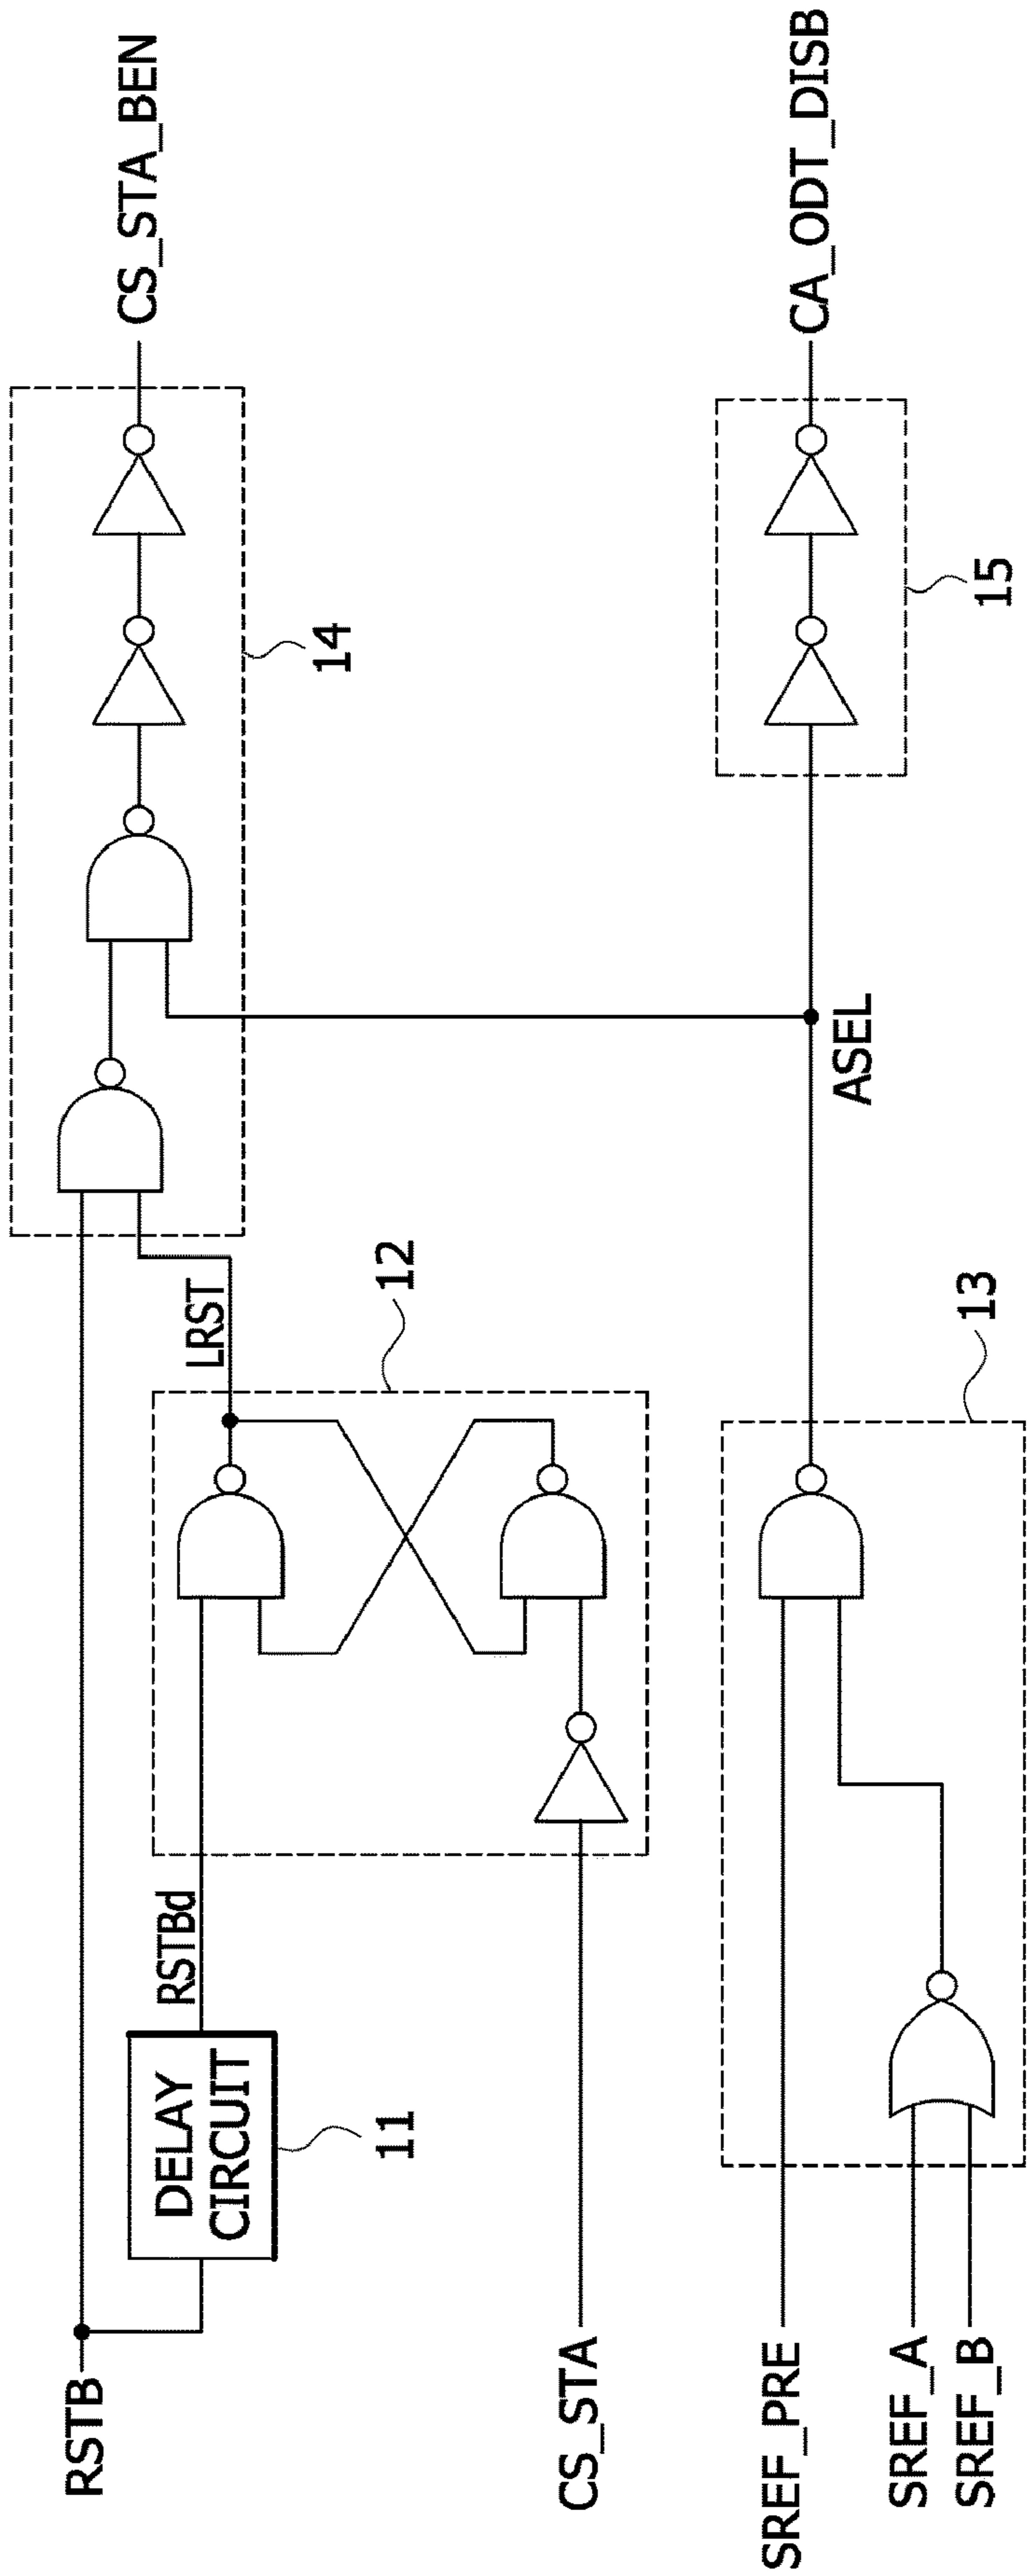 RSTB
DELAY
CIRCUIT
11
RSTBd
LRST
12
14
CS_STA_BEN
CS_STA
SREF_PRE
SREF_A
SREF_B
13
ASEL
15
CA_ODT_DISB